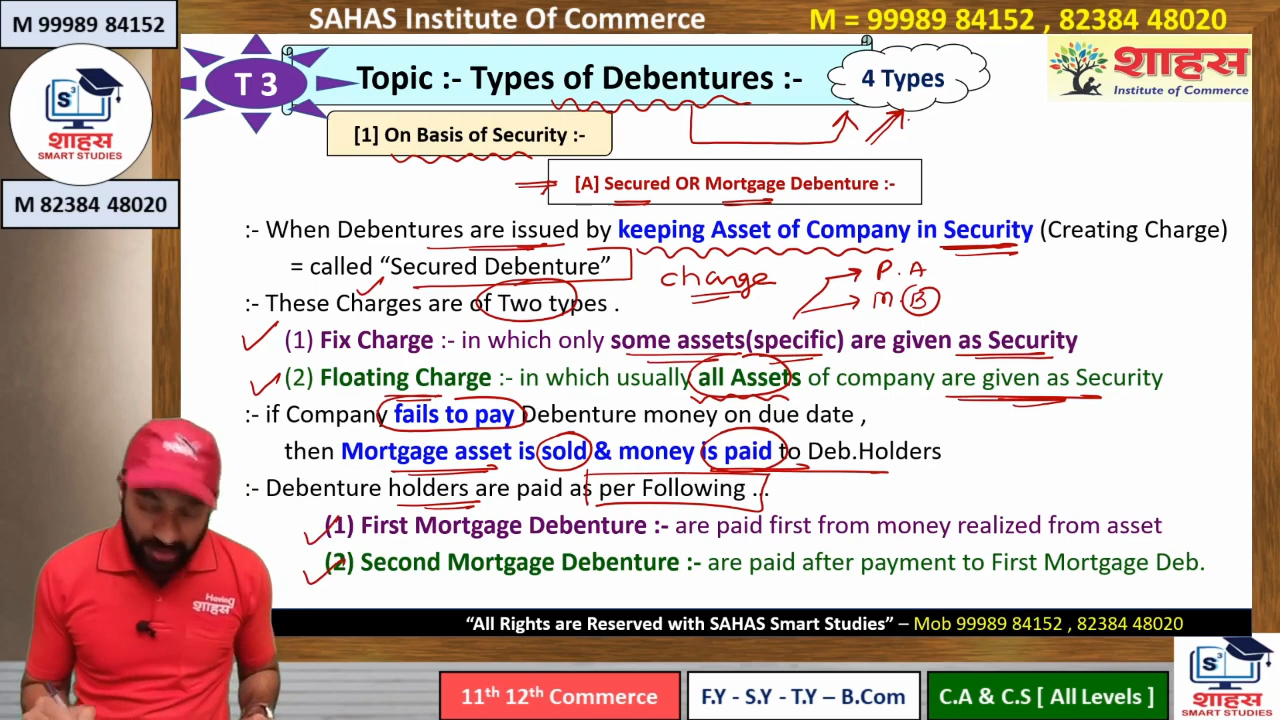 M 99989 84152
SAHAS Institute Of Commerce
M = 99989 84152 , 82384 48020
S³
शाहस
SMART STUDIES
M 82384 48020
T 3
Topic :- Types of Debentures :-
4 Types
शाहस
Institute of Commerce
[1] On Basis of Security :-
[A] Secured OR Mortgage Debenture :-
:- When Debentures are issued by keeping Asset of Company in Security (Creating Charge)
= called “Secured Debenture”
charge
P.A
M.B
:- These Charges are of Two types .
(1) Fix Charge :- in which only some assets(specific) are given as Security
(2) Floating Charge :- in which usually all Assets of company are given as Security
:- if Company fails to pay Debenture money on due date ,
then Mortgage asset is sold & money is paid to Deb.Holders
:- Debenture holders are paid as per Following ...
(1) First Mortgage Debenture :- are paid first from money realized from asset
(2) Second Mortgage Debenture :- are paid after payment to First Mortgage Deb.
Having
शाहस
“All Rights are Reserved with SAHAS Smart Studies” – Mob 99989 84152 , 82384 48020
11th 12th Commerce
F.Y - S.Y - T.Y – B.Com
C.A & C.S [ All Levels ]
S³
शाहस
SMART STUDIES